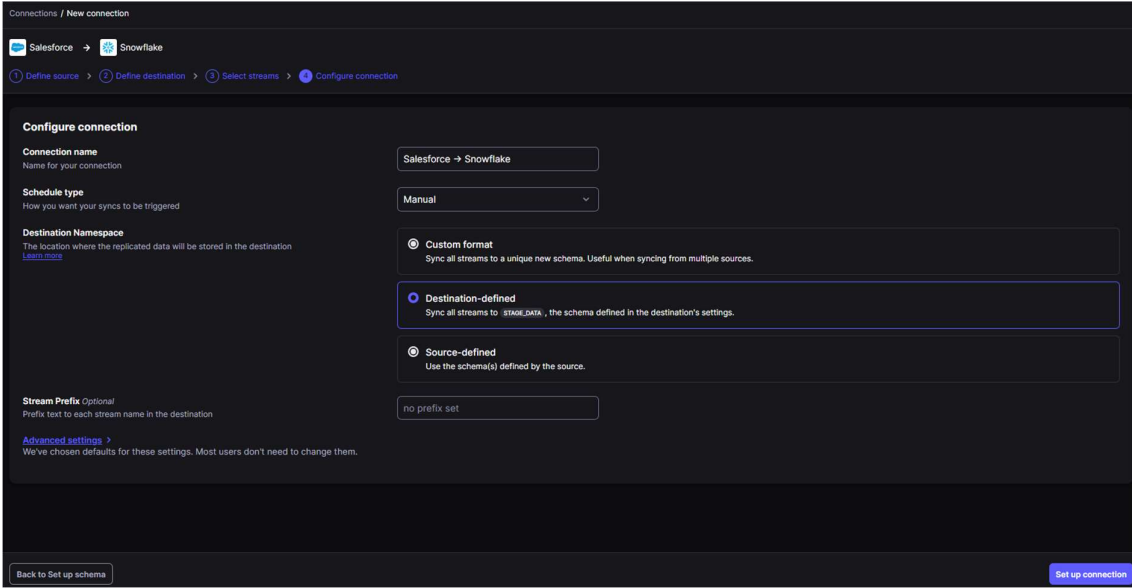 Connections / New connection
Salesforce → Snowflake
1 Define source > 2 Define destination > 3 Select streams > 4 Configure connection
Configure connection
Connection name
Name for your connection
Salesforce → Snowflake
Schedule type
How you want your syncs to be triggered
Manual
Destination Namespace
The location where the replicated data will be stored in the destination
Learn more
Custom format
Sync all streams to a unique new schema. Useful when syncing from multiple sources.
Destination-defined
Sync all streams to STAGE_DATA , the schema defined in the destination's settings.
Source-defined
Use the schema(s) defined by the source.
Stream Prefix Optional
Prefix text to each stream name in the destination
no prefix set
Advanced settings >
We've chosen defaults for these settings. Most users don't need to change them.
Back to Set up schema
Set up connection